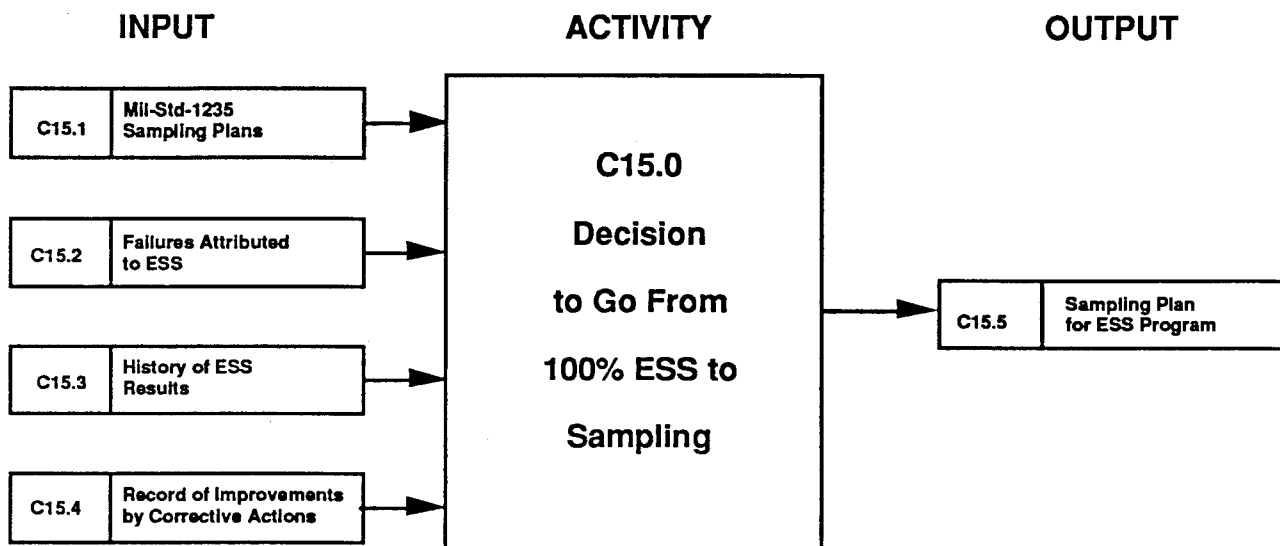 INPUT
ACTIVITY
OUTPUT
C15.1
Mil-Std-1235
Sampling Plans
C15.2
Failures Attributed
to ESS
C15.3
History of ESS
Results
C15.4
Record of Improvements
by Corrective Actions
C15.0
Decision
to Go From
100% ESS to
Sampling
C15.5
Sampling Plan
for ESS Program